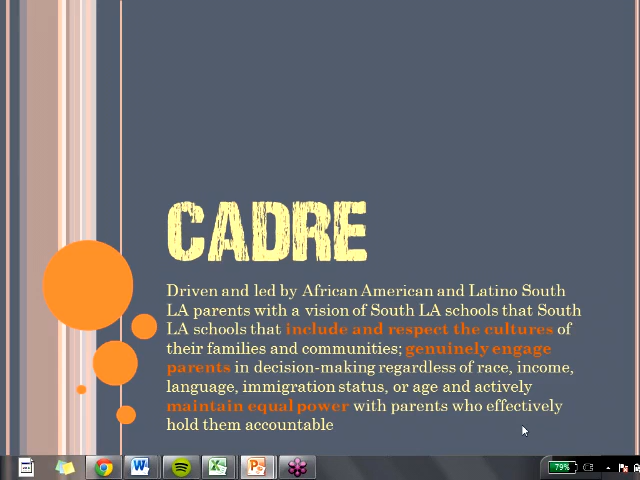 CADRE
Driven and led by African American and Latino South
LA parents with a vision of South LA schools that South
LA schools that include and respect the cultures of
their families and communities; genuinely engage
parents in decision-making regardless of race, income,
language, immigration status, or age and actively
maintain equal power with parents who effectively
hold them accountable
79%